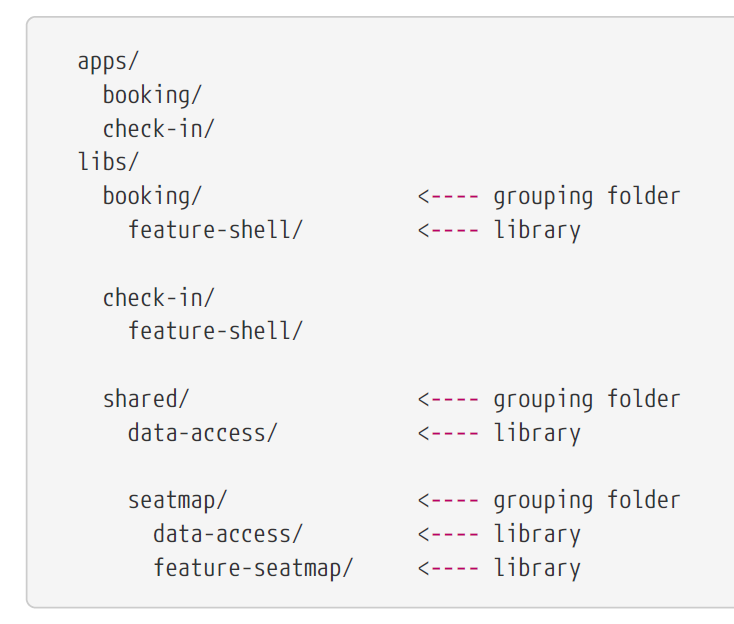 apps/
  booking/
  check-in/
libs/
  booking/                 <---- grouping folder
    feature-shell/         <---- library
  check-in/
    feature-shell/
  shared/                  <---- grouping folder
    data-access/           <---- library
    seatmap/               <---- grouping folder
      data-access/         <---- library
      feature-seatmap/     <---- library